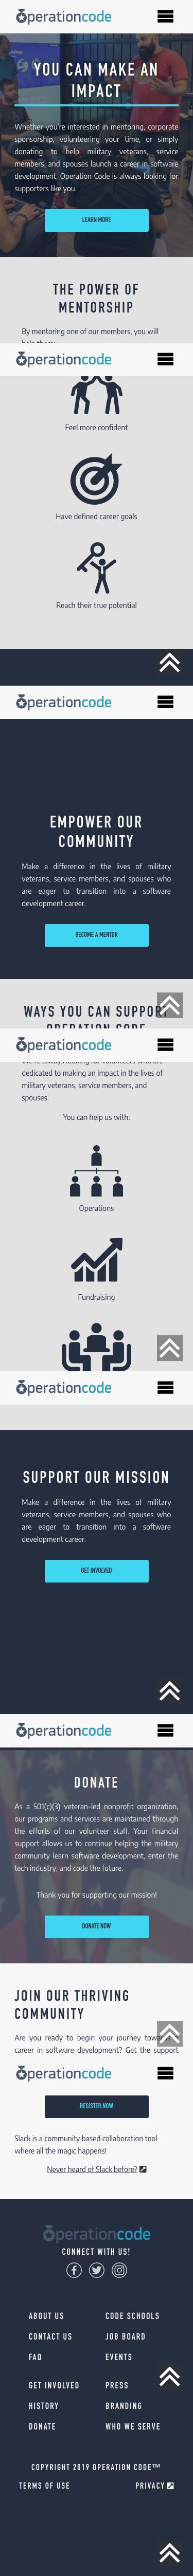 Operationcode
YOU CAN MAKE AN
IMPACT
Whether you're interested in mentoring, corporate
sponsorship, volunteering your time, or simply
donating to help military veterans, service
members, and spouses launch a career in software
development, Operation Code is always looking for
supporters like you.
LEARN MORE
THE POWER OF
MENTORSHIP
By mentoring one of our members, you will
Operationcode
Feel more confident
Have defined career goals
Reach their true potential
Operationcode
EMPOWER OUR
COMMUNITY
Make a difference in the lives of military
veterans, service members, and spouses who
are eager to transition into a software
development career.
BECOME A MENTOR
WAYS YOU CAN SUPPORT
OPERATION CODE
Operationcode
dedicated to making an impact in the lives of
military veterans, service members, and
spouses.
You can help us with:
Operations
Fundraising
Operationcode
SUPPORT OUR MISSION
Make a difference in the lives of military
veterans, service members, and spouses who
are eager to transition into a software
development career.
GET INVOLVED
Operationcode
DONATE
As a 501(c)(3) veteran-led nonprofit organization,
our programs and services are maintained through
the efforts of our volunteer staff. Your financial
support allows us to continue helping the military
community learn software development, enter the
tech industry, and code the future.
Thank you for supporting our mission!
DONATE NOW
JOIN OUR THRIVING
COMMUNITY
Are you ready to begin your journey
career in software development? Get the support
Operationcode
REGISTER NOW
Slack is a community based collaboration tool
where all the magic happens!
Never heard of Slack before?
Operationcode
CONNECT WITH US!
ABOUT US CODE SCHOOLS
CONTACT US JOB BOARD
FAQ EVENTS
GET INVOLVED PRESS
HISTORY BRANDING
DONATE WHO WE SERVE
COPYRIGHT 2019 OPERATION CODE™
TERMS OF USE PRIVACY